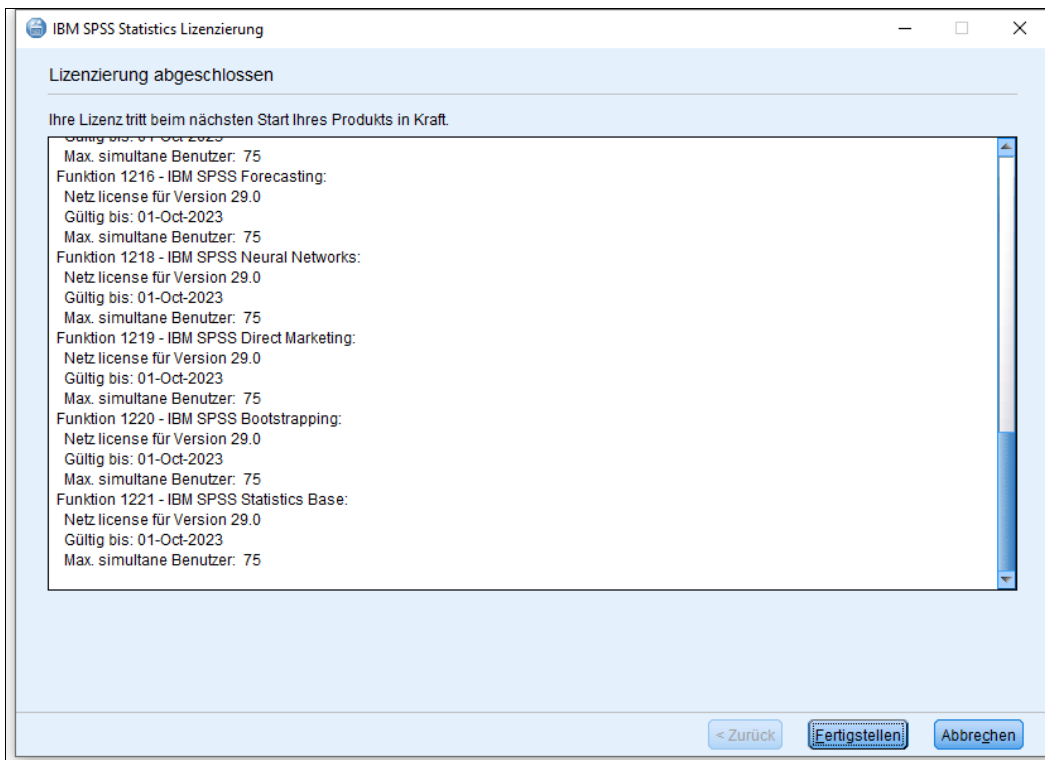 IBM SPSS Statistics Lizenzierung
Lizenzierung abgeschlossen
Ihre Lizenz tritt beim nächsten Start Ihres Produkts in Kraft.
Gültig bis: 01-Oct-2023
Max. simultane Benutzer: 75
Funktion 1216 - IBM SPSS Forecasting:
Netz license für Version 29.0
Gültig bis: 01-Oct-2023
Max. simultane Benutzer: 75
Funktion 1218 - IBM SPSS Neural Networks:
Netz license für Version 29.0
Gültig bis: 01-Oct-2023
Max. simultane Benutzer: 75
Funktion 1219 - IBM SPSS Direct Marketing:
Netz license für Version 29.0
Gültig bis: 01-Oct-2023
Max. simultane Benutzer: 75
Funktion 1220 - IBM SPSS Bootstrapping:
Netz license für Version 29.0
Gültig bis: 01-Oct-2023
Max. simultane Benutzer: 75
Funktion 1221 - IBM SPSS Statistics Base:
Netz license für Version 29.0
Gültig bis: 01-Oct-2023
Max. simultane Benutzer: 75
< Zurück
Fertigstellen
Abbrechen